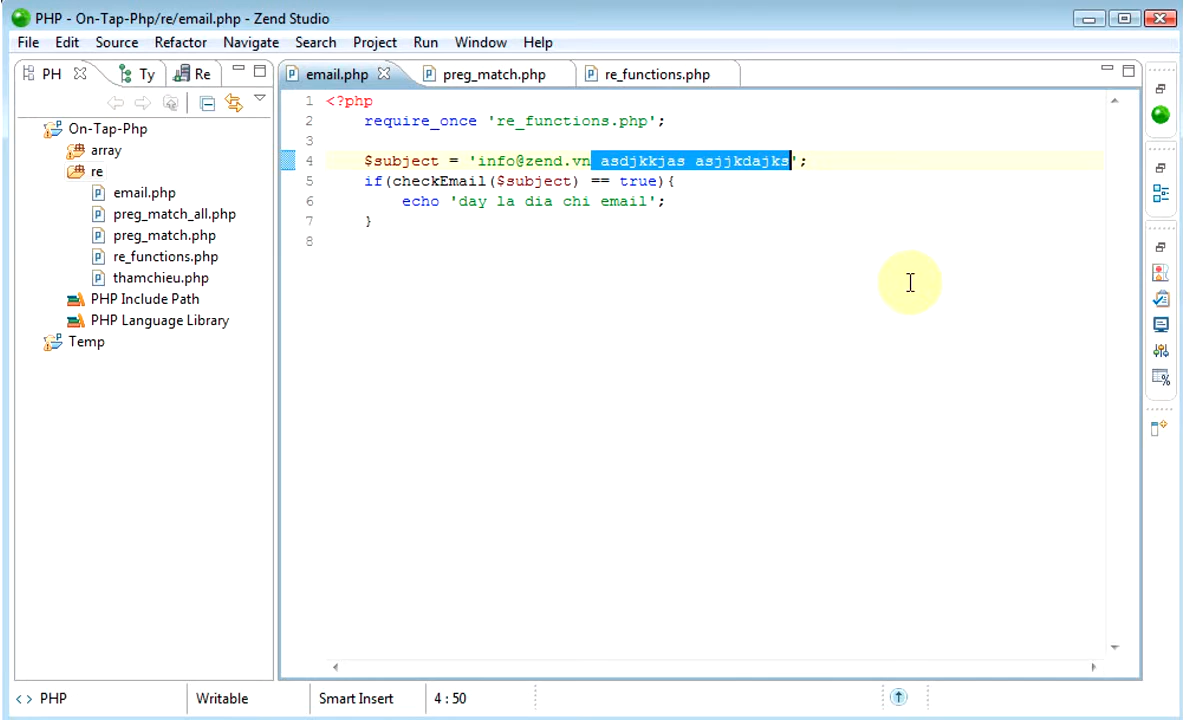 PHP - On-Tap-Php/re/email.php - Zend Studio
File Edit Source Refactor Navigate Search Project Run Window Help
PH Ty Re
email.php preg_match.php re_functions.php
On-Tap-Php
array
re
email.php
preg_match_all.php
preg_match.php
re_functions.php
thamchieu.php
PHP Include Path
PHP Language Library
Temp
1 <?php
2 require_once 're_functions.php';
3
4 $subject = 'info@zend.vn asdjkkjas asjjkdajks';
5 if(checkEmail($subject) == true){
6 echo 'day la dia chi email';
7 }
8
<> PHP Writable Smart Insert 4 : 50